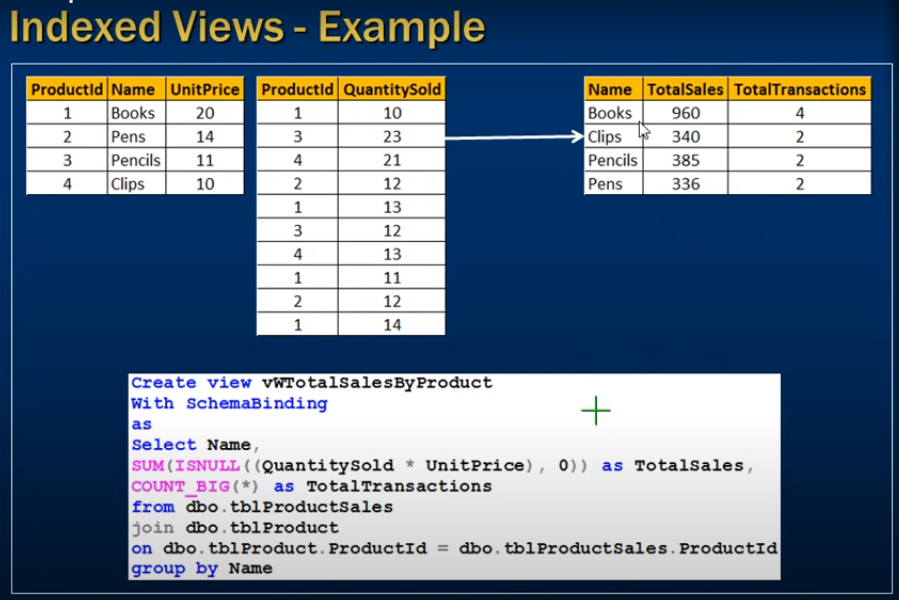 Indexed Views - Example
ProductId Name UnitPrice
1 Books 20
2 Pens 14
3 Pencils 11
4 Clips 10
ProductId QuantitySold
1 10
3 23
4 21
2 12
1 13
3 12
4 13
1 11
2 12
1 14
Name TotalSales TotalTransactions
Books 960 4
Clips 340 2
Pencils 385 2
Pens 336 2
Create view vWTotalSalesByProduct
With SchemaBinding
as
Select Name,
SUM(ISNULL((QuantitySold * UnitPrice), 0)) as TotalSales,
COUNT_BIG(*) as TotalTransactions
from dbo.tblProductSales
join dbo.tblProduct
on dbo.tblProduct.ProductId = dbo.tblProductSales.ProductId
group by Name